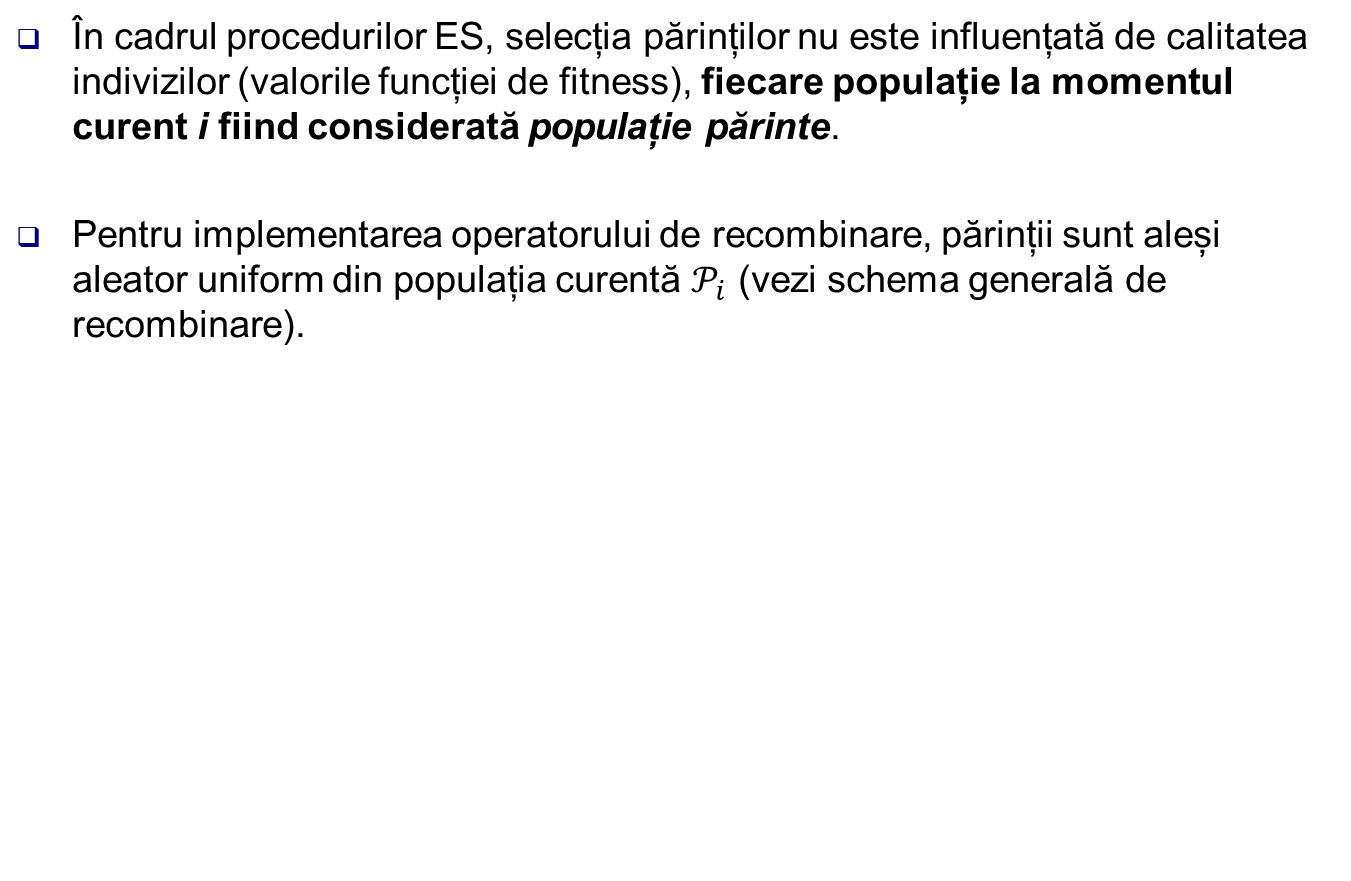 ❑ În cadrul procedurilor ES, selecția părinților nu este influențată de calitatea
indivizilor (valorile funcției de fitness), fiecare populație la momentul
curent i fiind considerată populație părinte.
❑ Pentru implementarea operatorului de recombinare, părinții sunt aleși
aleator uniform din populația curentă 𝒫ᵢ (vezi schema generală de
recombinare).